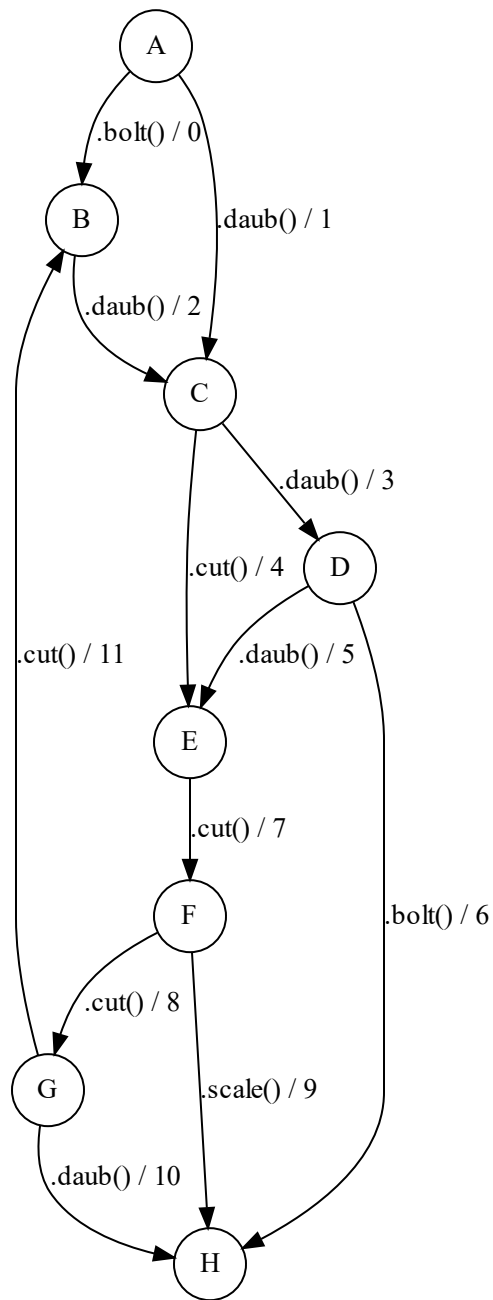 A
.bolt() / 0
B
.daub() / 1
.daub() / 2
C
.daub() / 3
.cut() / 4
D
.cut() / 11
.daub() / 5
E
.cut() / 7
F
.bolt() / 6
.cut() / 8
G
.scale() / 9
.daub() / 10
H